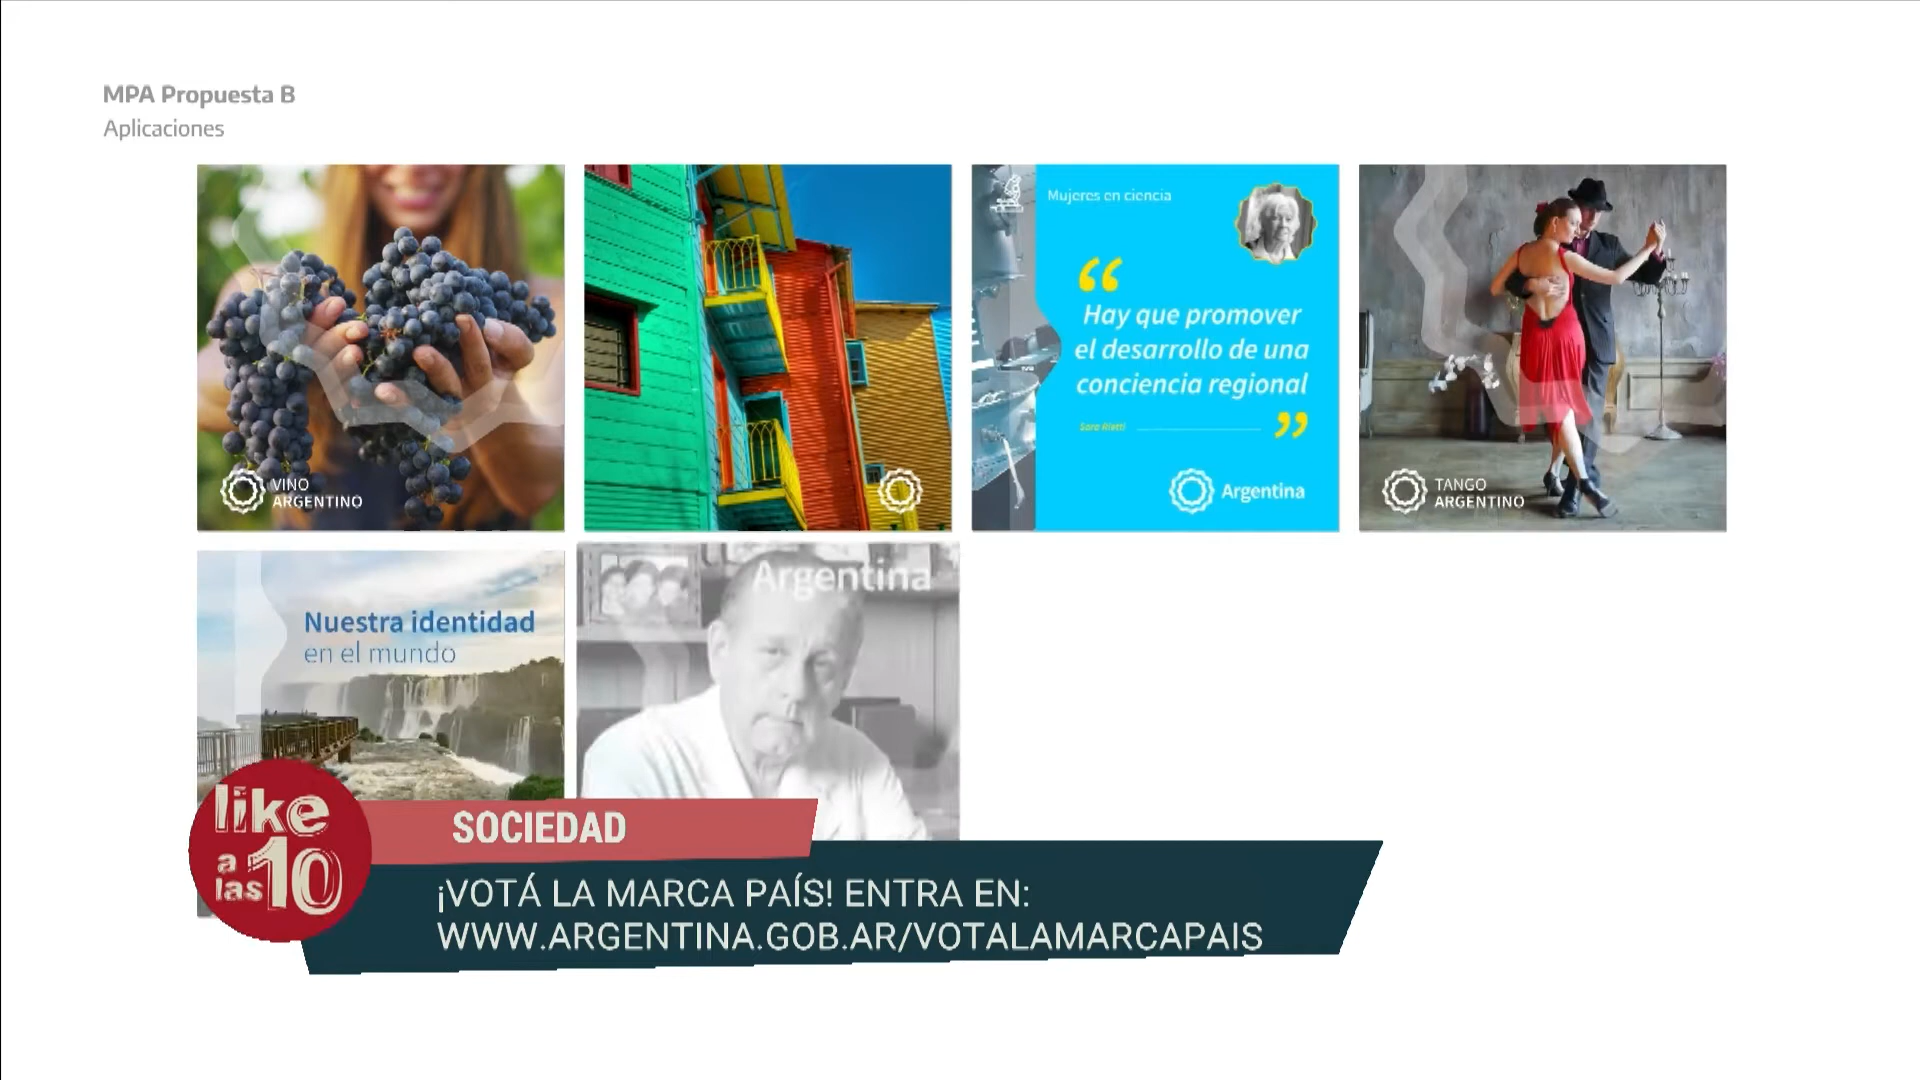 MPA Propuesta B
Aplicaciones
VINO
ARGENTINO
Mujeres en ciencia
“
Hay que promover
el desarrollo de una
conciencia regional
Sara Rietti
”
Argentina
TANGO
ARGENTINO
Nuestra identidad
en el mundo
Argentina
like
a las 10
SOCIEDAD
¡VOTÁ LA MARCA PAÍS! ENTRA EN:
WWW.ARGENTINA.GOB.AR/VOTALAMARCAPAIS